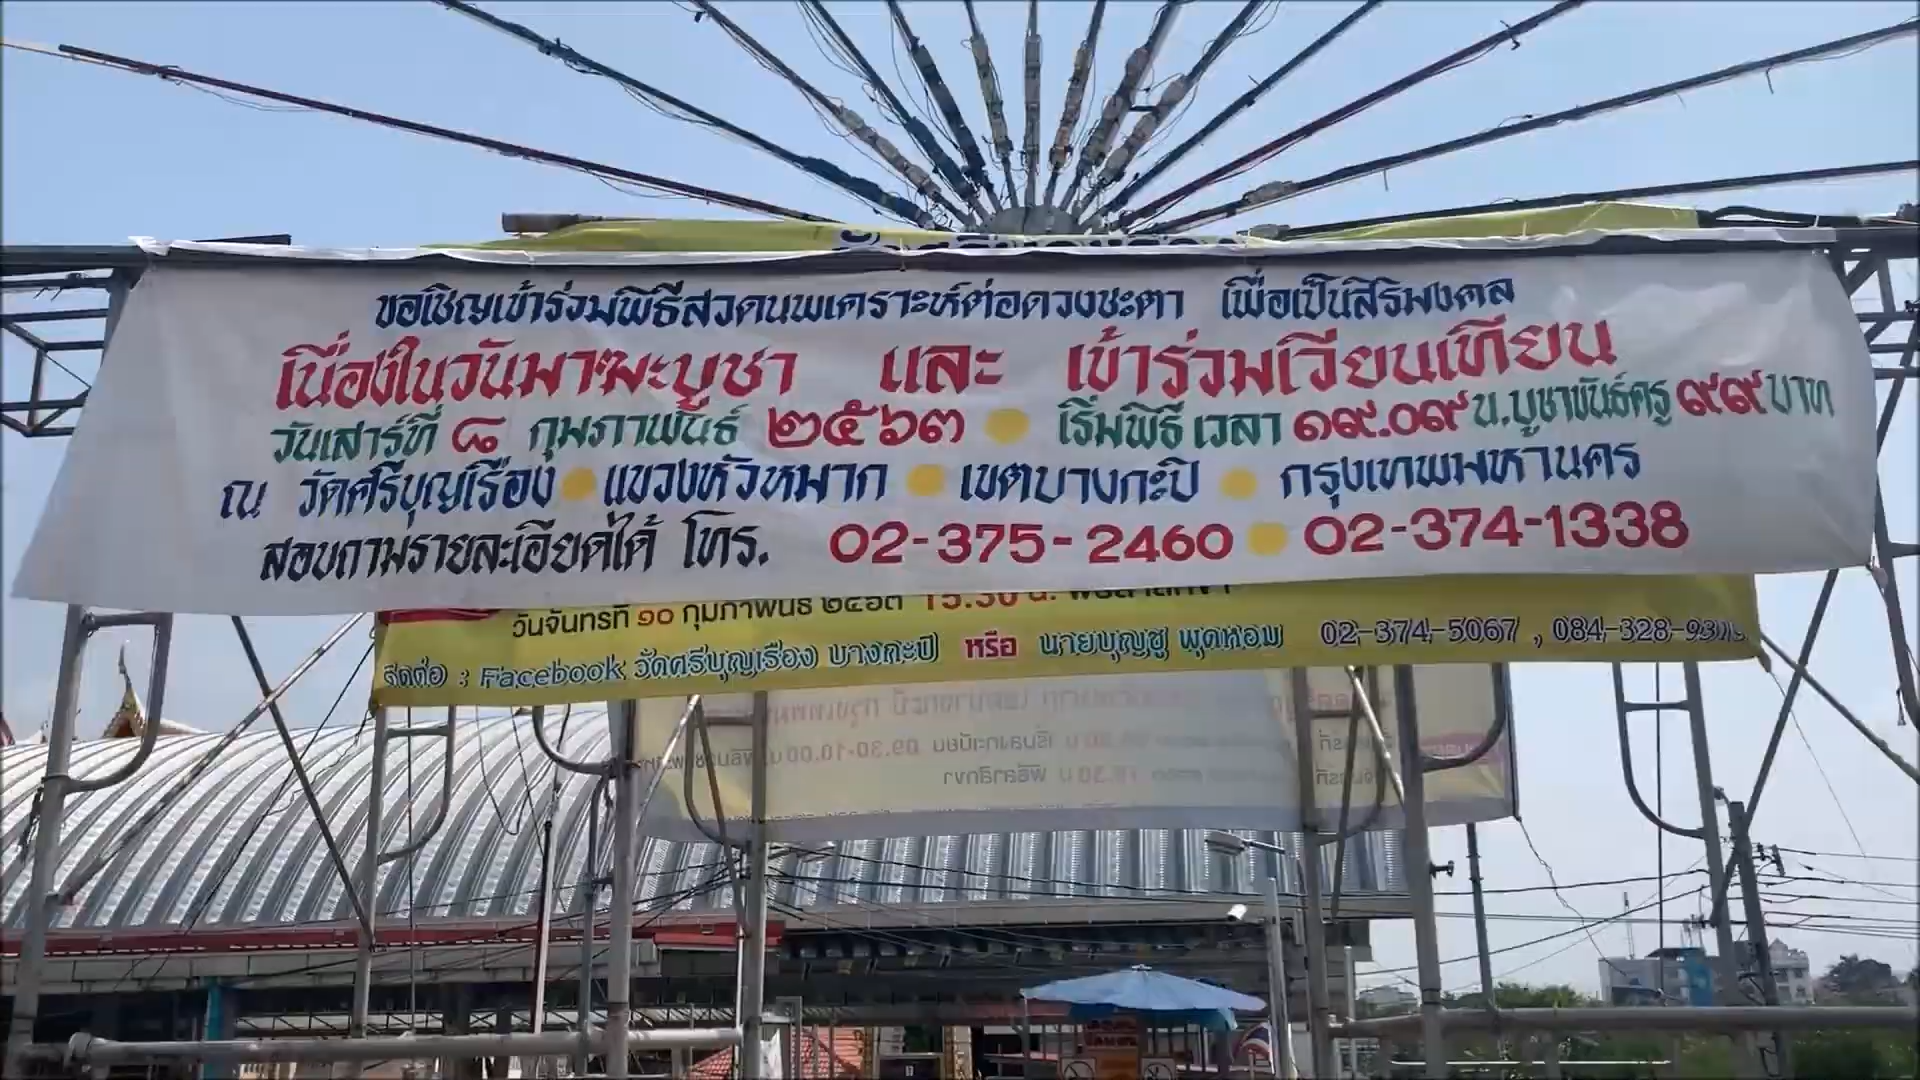 ขอเชิญเข้าร่วมพิธีสวดนพเคราะห์ต่อดวงชะตา เพื่อเป็นสิริมงคล
เนื่องในวันมาฆะบูชา และ เข้าร่วมเวียนเทียน
วันเสาร์ที่ ๘ กุมภาพันธ์ ๒๕๖๓ เริ่มพิธี เวลา ๑๙.๐๙ น. บูชาขันธ์ครู ๙๙ บาท
ณ วัดศรีบุญเรือง แขวงหัวหมาก เขตบางกะปิ กรุงเทพมหานคร
สอบถามรายละเอียดได้ โทร. 02-375-2460 02-374-1338
วันจันทร์ที่ ๑๐ กุมภาพันธ์ ๒๕๖๓ 15.30 น.
ติดต่อ : Facebook วัดศรีบุญเรือง บางกะปิ หรือ นายบุญชู พุดหอม 02-374-5067 ,